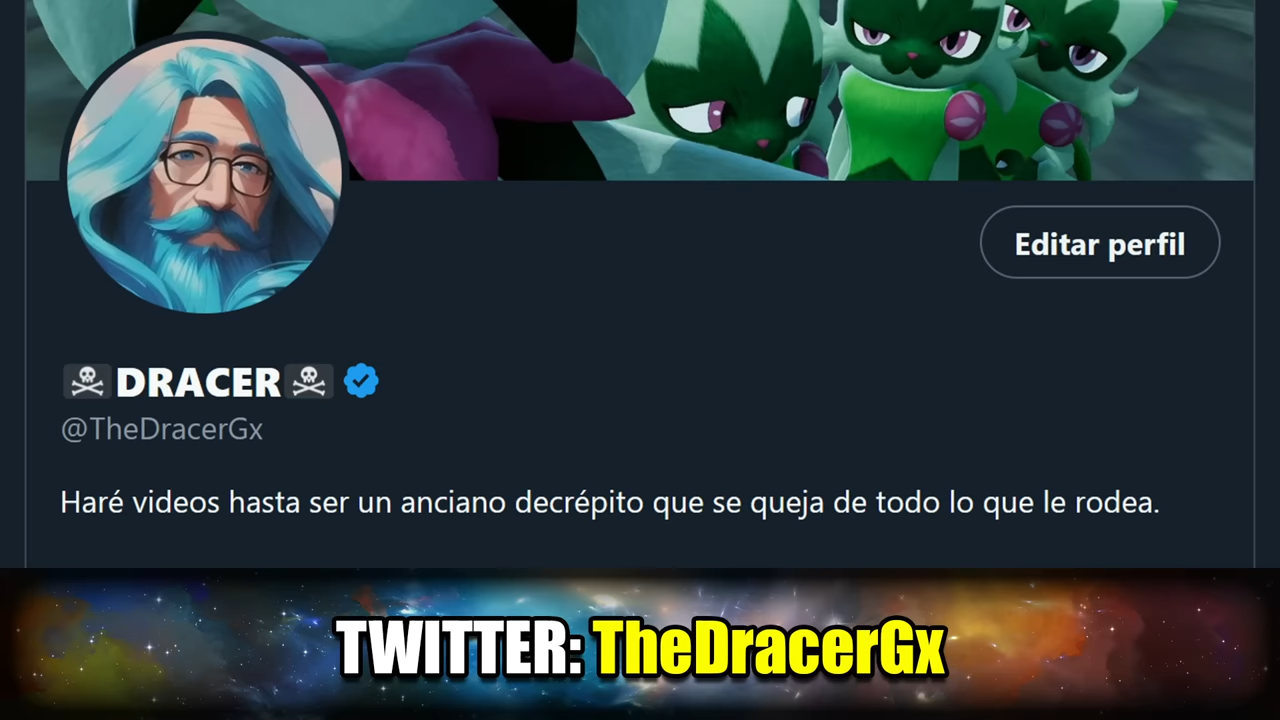 Editar perfil
☠️DRACER☠️
@TheDracerGx
Haré videos hasta ser un anciano decrépito que se queja de todo lo que le rodea.
TWITTER: TheDracerGx